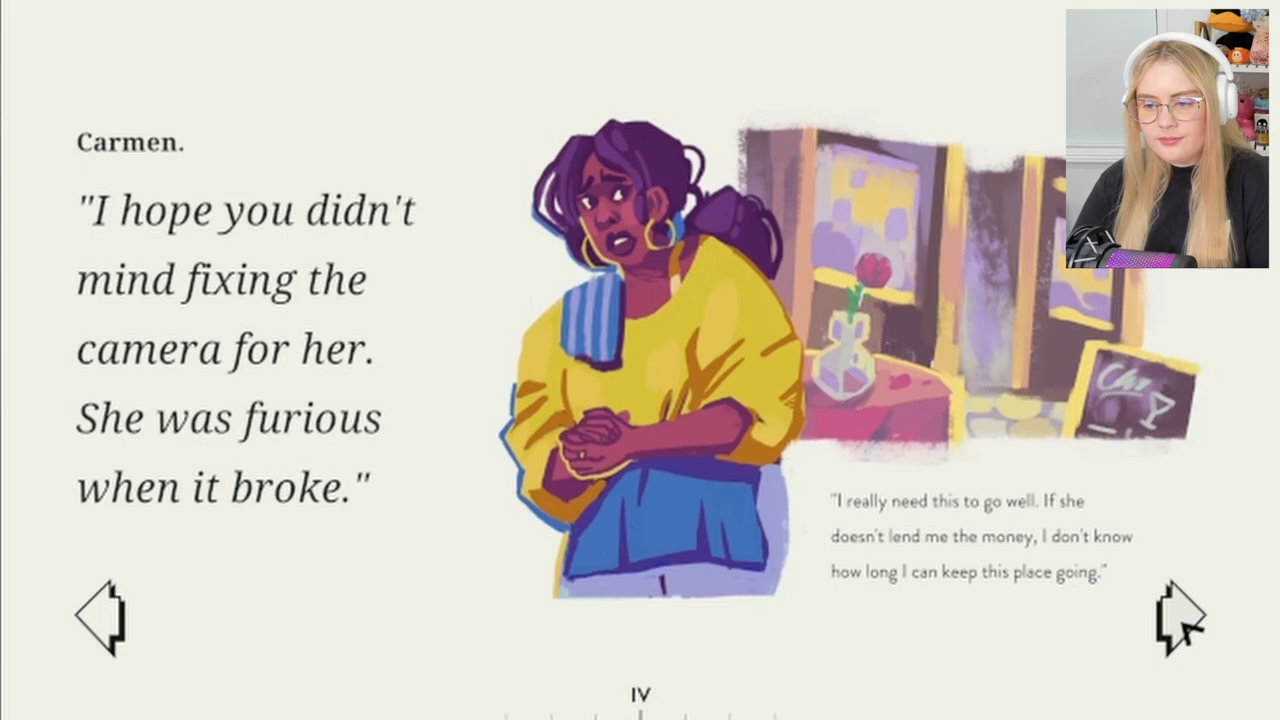 Carmen.
"I hope you didn't
mind fixing the
camera for her.
She was furious
when it broke."
"I really need this to go well. If she
doesn't lend me the money, I don't know
how long I can keep this place going."
IV